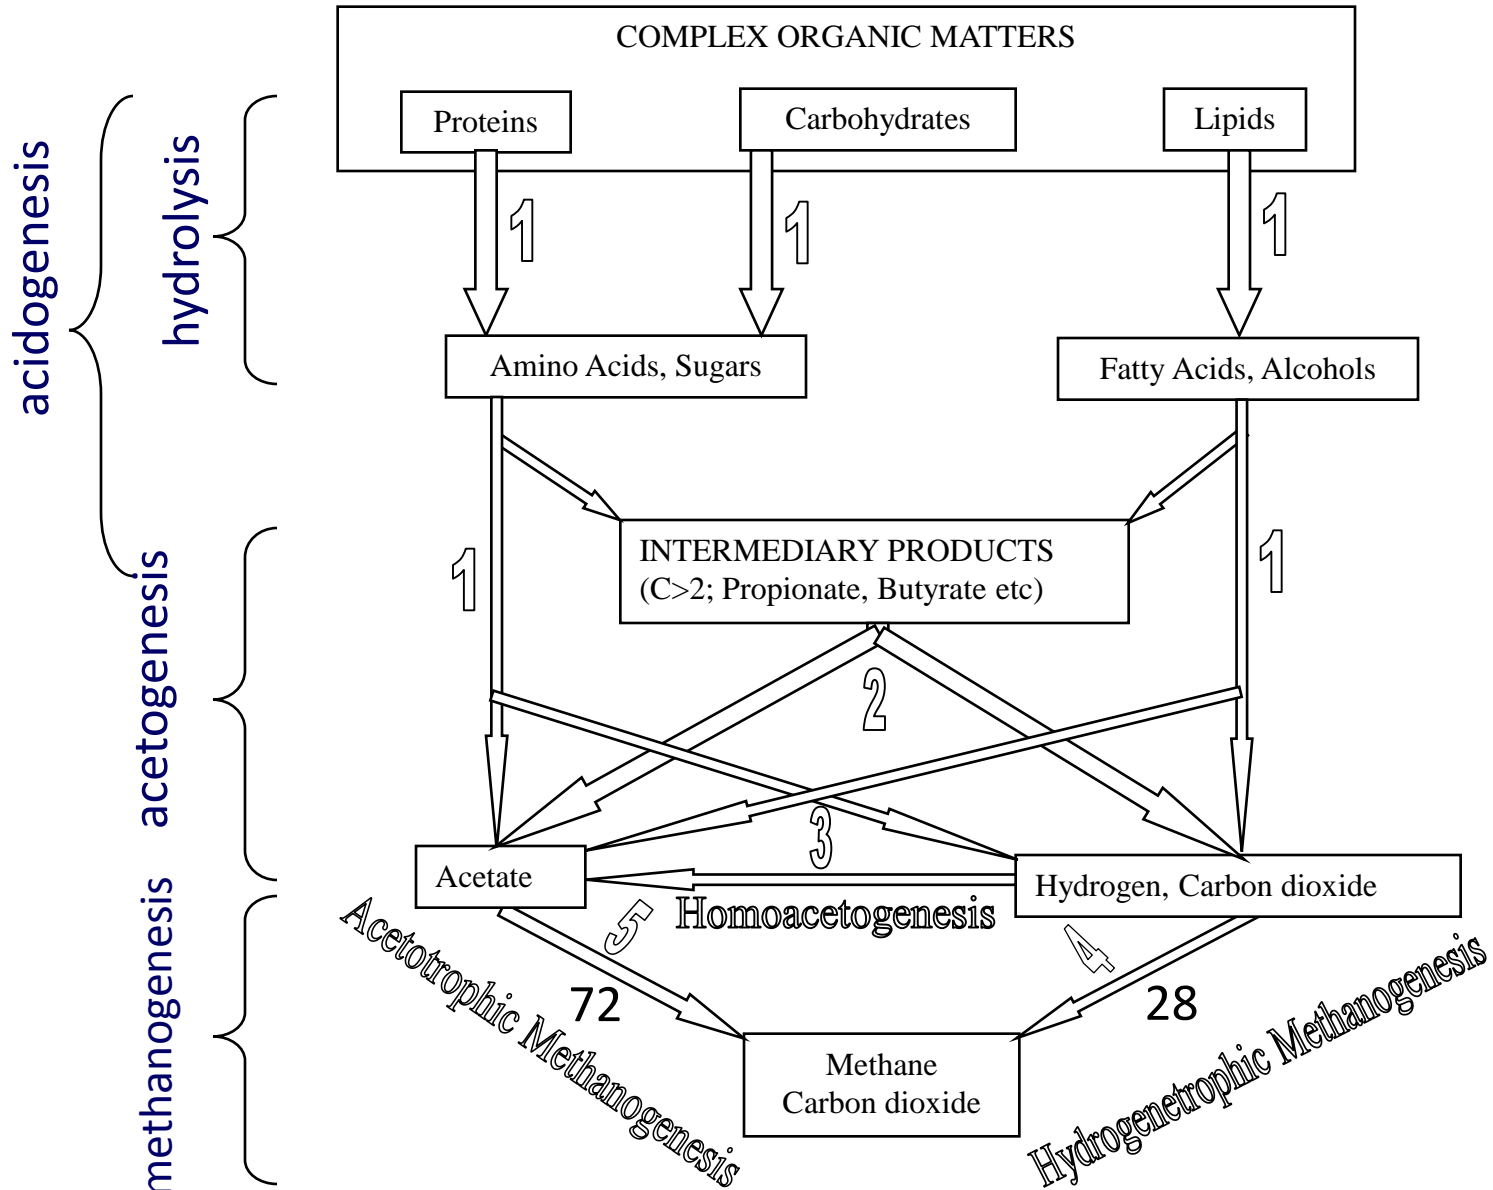 COMPLEX ORGANIC MATTERS
Proteins
Carbohydrates
Lipids
acidogenesis
hydrolysis
1
1
1
Amino Acids, Sugars
Fatty Acids, Alcohols
INTERMEDIARY PRODUCTS
(C>2; Propionate, Butyrate etc)
1
1
acetogenesis
2
3
Acetate
Hydrogen, Carbon dioxide
Homoacetogenesis
5
4
72
28
Acetotrophic Methanogenesis
Hydrogenetrophic Methanogenesis
methanogenesis
Methane
Carbon dioxide